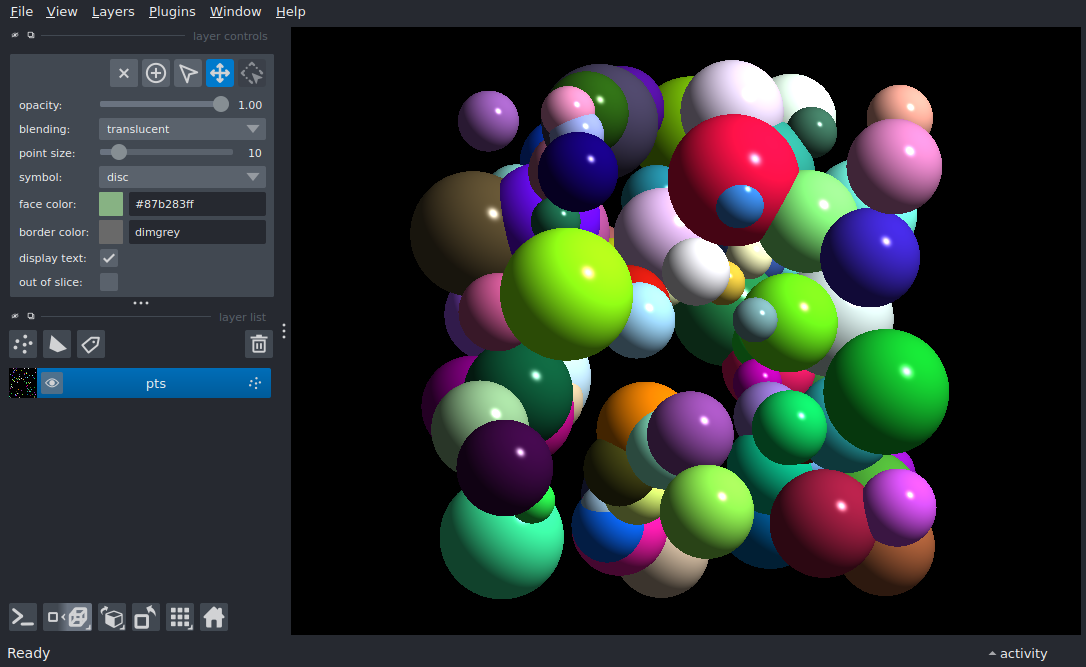 File View Layers Plugins Window Help
layer controls
opacity: 1.00
blending: translucent
point size: 10
symbol: disc
face color: #87b283ff
border color: dimgrey
display text:
out of slice:
layer list
pts
Ready
activity